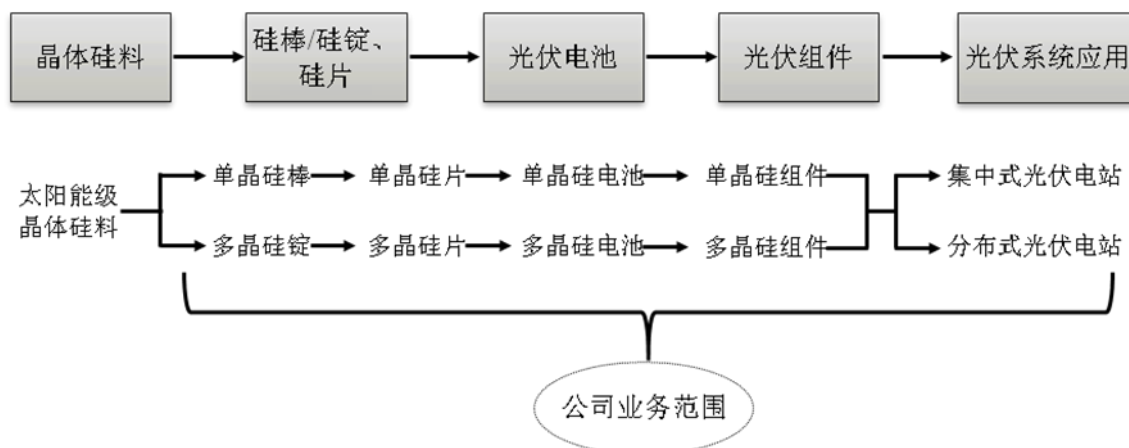 晶体硅料
硅棒/硅锭、
硅片
光伏电池
光伏组件
光伏系统应用
太阳能级
晶体硅料
单晶硅棒
单晶硅片
单晶硅电池
单晶硅组件
集中式光伏电站
多晶硅锭
多晶硅片
多晶硅电池
多晶硅组件
分布式光伏电站
公司业务范围